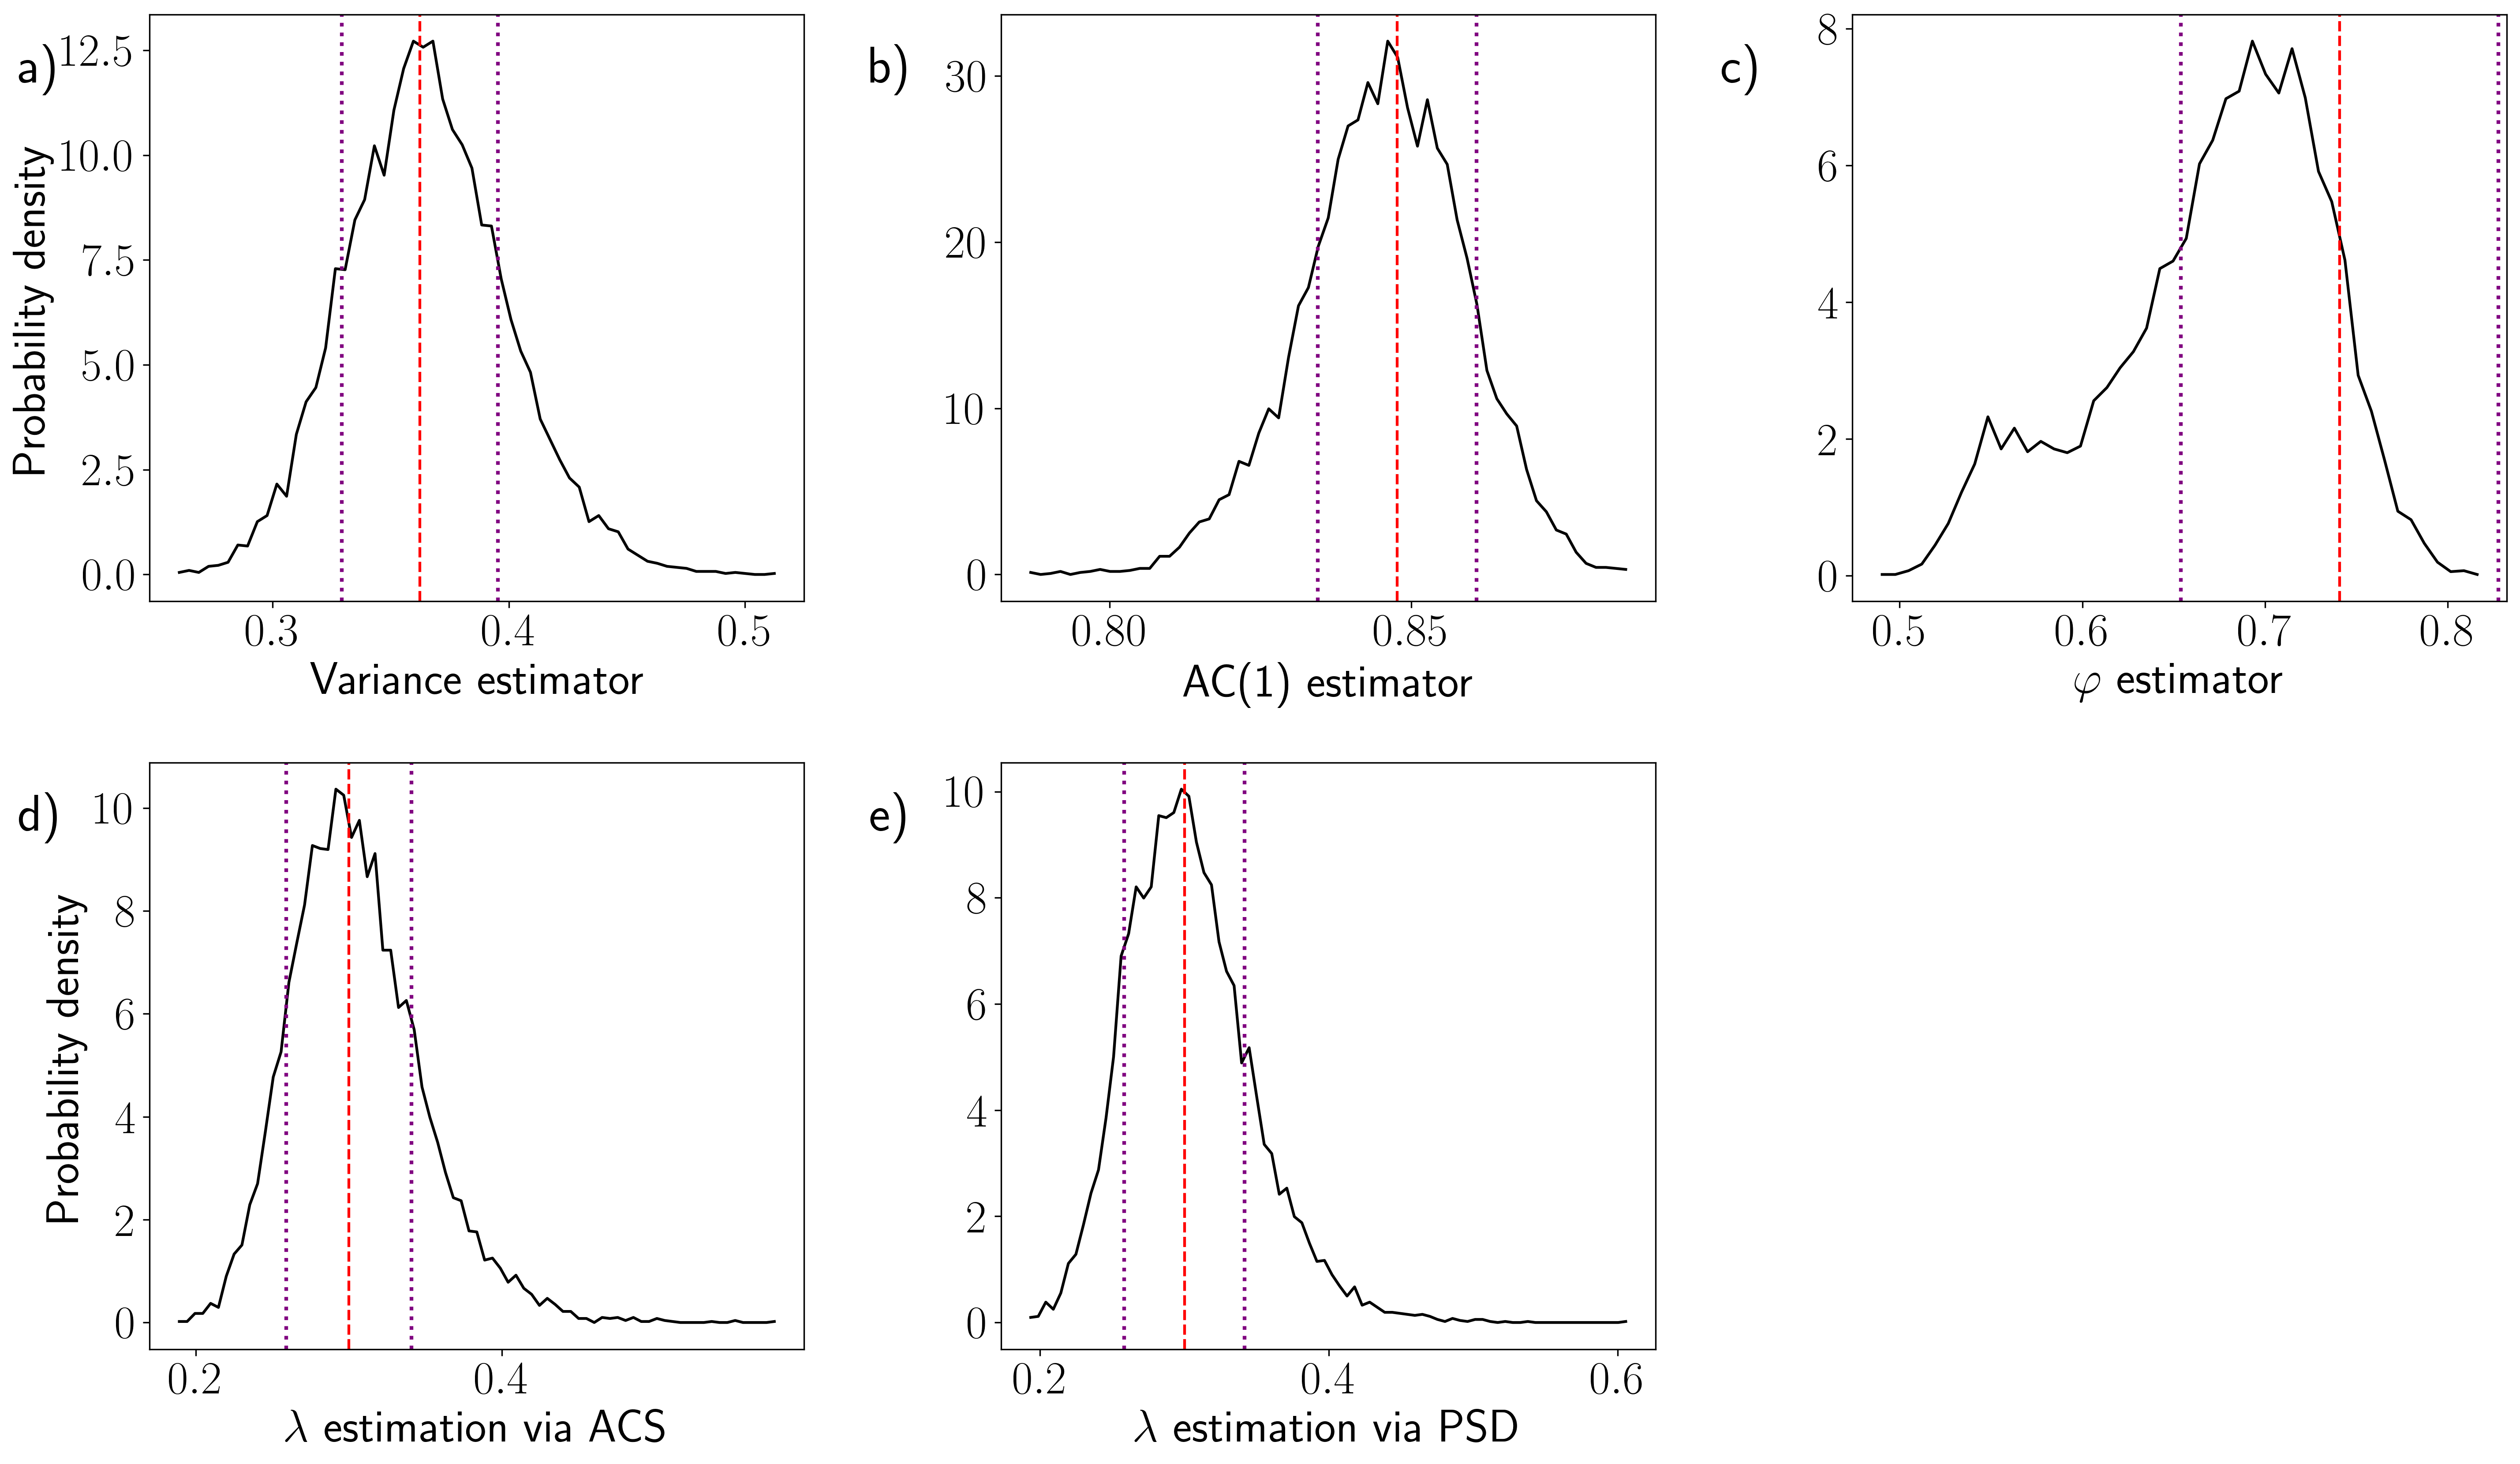 a)
Probability density
12.5
10.0
7.5
5.0
2.5
0.0
0.3 0.4 0.5
Variance estimator
b)
30
20
10
0
0.80 0.85
AC(1) estimator
c)
8
6
4
2
0
0.5 0.6 0.7 0.8
φ estimator
d)
Probability density
10
8
6
4
2
0
0.2 0.4
λ estimation via ACS
e)
10
8
6
4
2
0
0.2 0.4 0.6
λ estimation via PSD